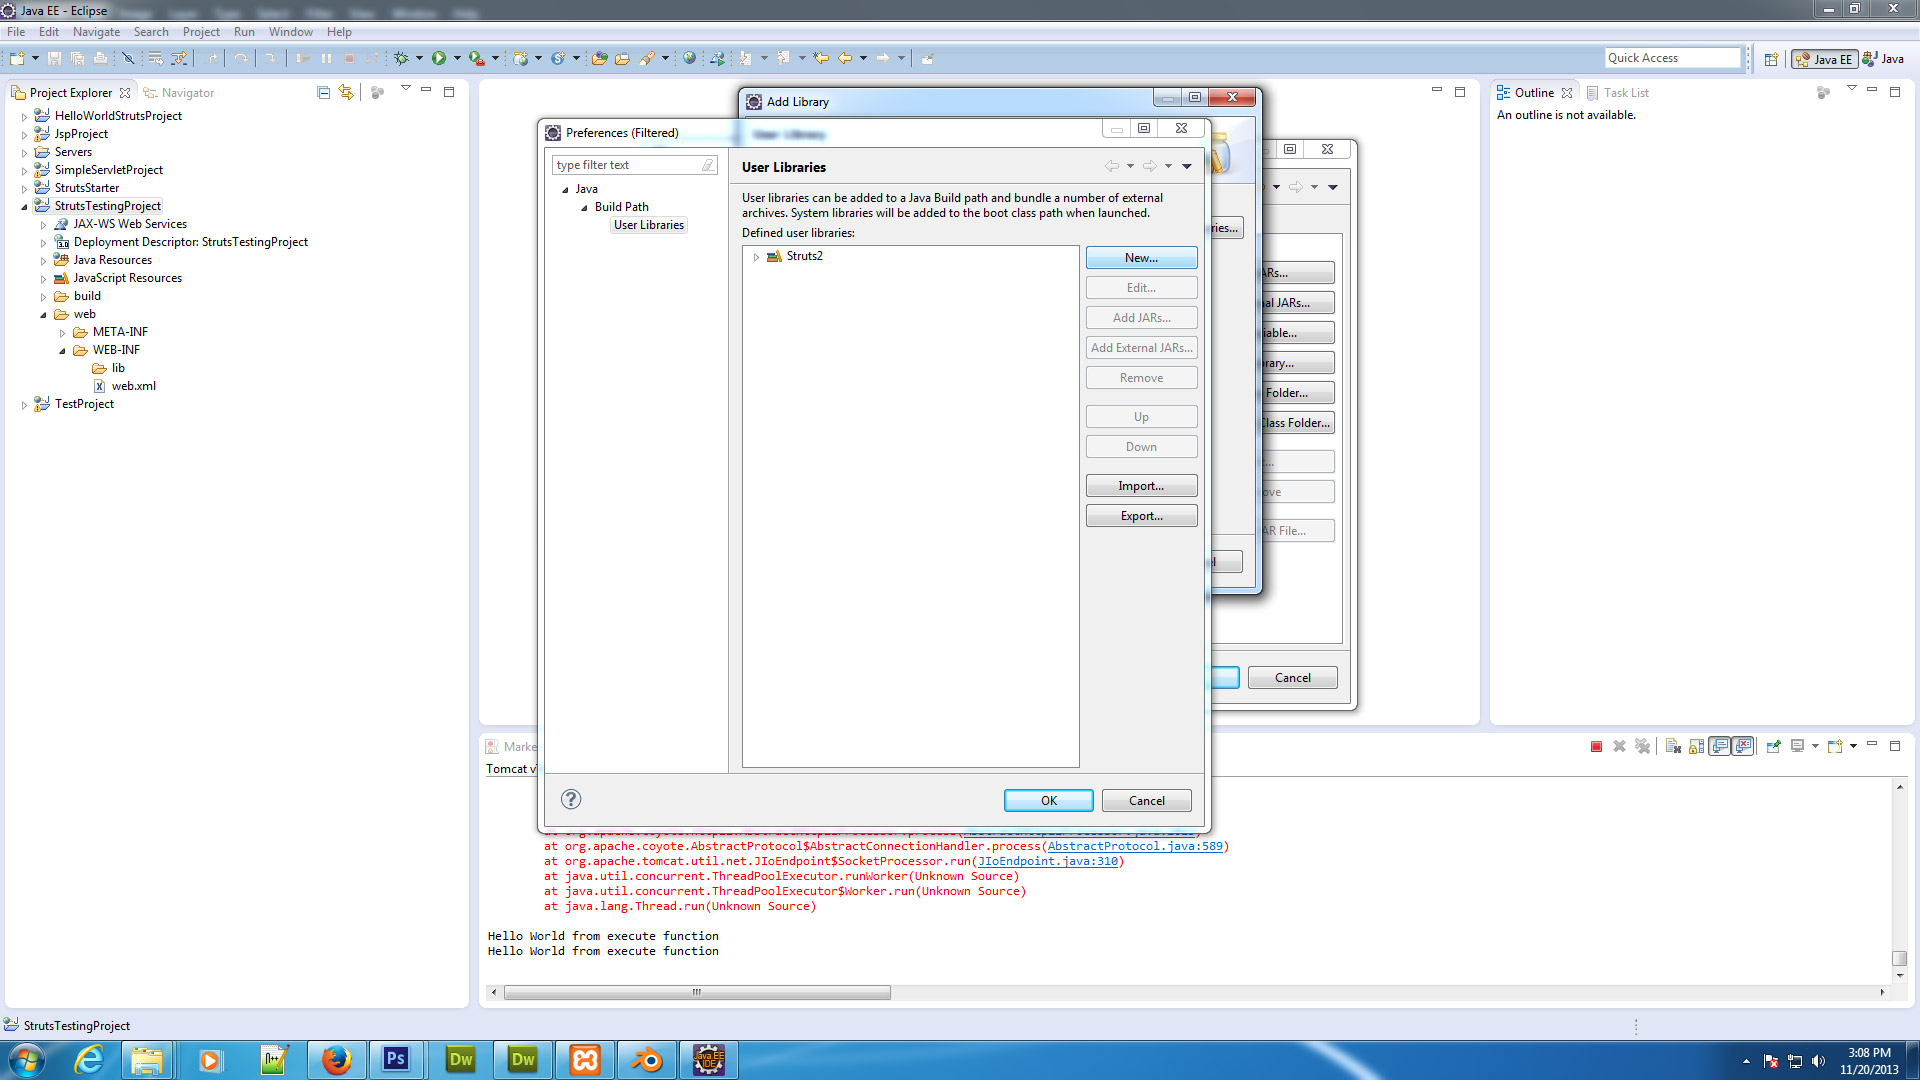 Java EE - Eclipse
File Edit Navigate Search Project Run Window Help
Quick Access
Java EE
Java
Project Explorer
Navigator
HelloWorldStrutsProject
JspProject
Servers
SimpleServletProject
StrutsStarter
StrutsTestingProject
JAX-WS Web Services
Deployment Descriptor: StrutsTestingProject
Java Resources
JavaScript Resources
build
web
META-INF
WEB-INF
lib
web.xml
TestProject
Add Library
User Library
Preferences (Filtered)
type filter text
Java
Build Path
User Libraries
User Libraries
User libraries can be added to a Java Build path and bundle a number of external
archives. System libraries will be added to the boot class path when launched.
Defined user libraries:
Struts2
New...
Edit...
Add JARs...
Add External JARs...
Remove
Up
Down
Import...
Export...
OK
Cancel
ries...
ARs...
al JARs...
iable...
rary...
Folder...
Class Folder...
ove
AR File...
Cancel
Outline
Task List
An outline is not available.
Marke
Tomcat v
at org.apache.coyote.AbstractProtocol$AbstractConnectionHandler.process(AbstractProtocol.java:589)
at org.apache.tomcat.util.net.JIoEndpoint$SocketProcessor.run(JIoEndpoint.java:310)
at java.util.concurrent.ThreadPoolExecutor.runWorker(Unknown Source)
at java.util.concurrent.ThreadPoolExecutor$Worker.run(Unknown Source)
at java.lang.Thread.run(Unknown Source)
Hello World from execute function
Hello World from execute function
StrutsTestingProject
Ps
Dw
Dw
Java EE
IDE
3:08 PM
11/20/2013